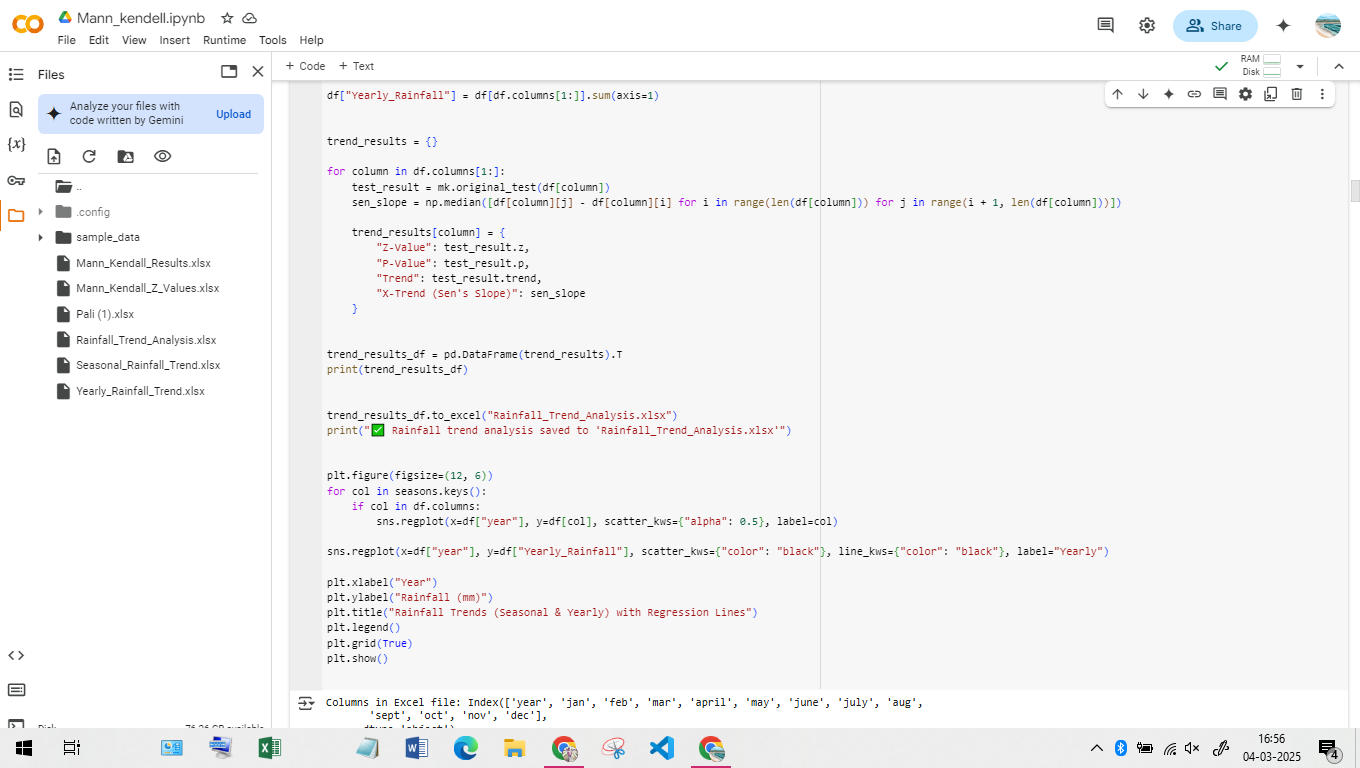 Mann_kendell.ipynb
File Edit View Insert Runtime Tools Help
Share
Files
+ Code + Text
RAM
Disk
Analyze your files with
code written by Gemini
Upload
{x}
..
.config
sample_data
Mann_Kendall_Results.xlsx
Mann_Kendall_Z_Values.xlsx
Pali (1).xlsx
Rainfall_Trend_Analysis.xlsx
Seasonal_Rainfall_Trend.xlsx
Yearly_Rainfall_Trend.xlsx
df["Yearly_Rainfall"] = df[df.columns[1:]].sum(axis=1)
trend_results = {}
for column in df.columns[1:]:
    test_result = mk.original_test(df[column])
    sen_slope = np.median([df[column][j] - df[column][i] for i in range(len(df[column])) for j in range(i + 1, len(df[column]))])
    trend_results[column] = {
        "Z-Value": test_result.z,
        "P-Value": test_result.p,
        "Trend": test_result.trend,
        "X-Trend (Sen's Slope)": sen_slope
    }
trend_results_df = pd.DataFrame(trend_results).T
print(trend_results_df)
trend_results_df.to_excel("Rainfall_Trend_Analysis.xlsx")
print("✅ Rainfall trend analysis saved to 'Rainfall_Trend_Analysis.xlsx'")
plt.figure(figsize=(12, 6))
for col in seasons.keys():
    if col in df.columns:
        sns.regplot(x=df["year"], y=df[col], scatter_kws={"alpha": 0.5}, label=col)
sns.regplot(x=df["year"], y=df["Yearly_Rainfall"], scatter_kws={"color": "black"}, line_kws={"color": "black"}, label="Yearly")
plt.xlabel("Year")
plt.ylabel("Rainfall (mm)")
plt.title("Rainfall Trends (Seasonal & Yearly) with Regression Lines")
plt.legend()
plt.grid(True)
plt.show()
Columns in Excel file: Index(['year', 'jan', 'feb', 'mar', 'april', 'may', 'june', 'july', 'aug',
'sept', 'oct', 'nov', 'dec'],
16:56
04-03-2025
4